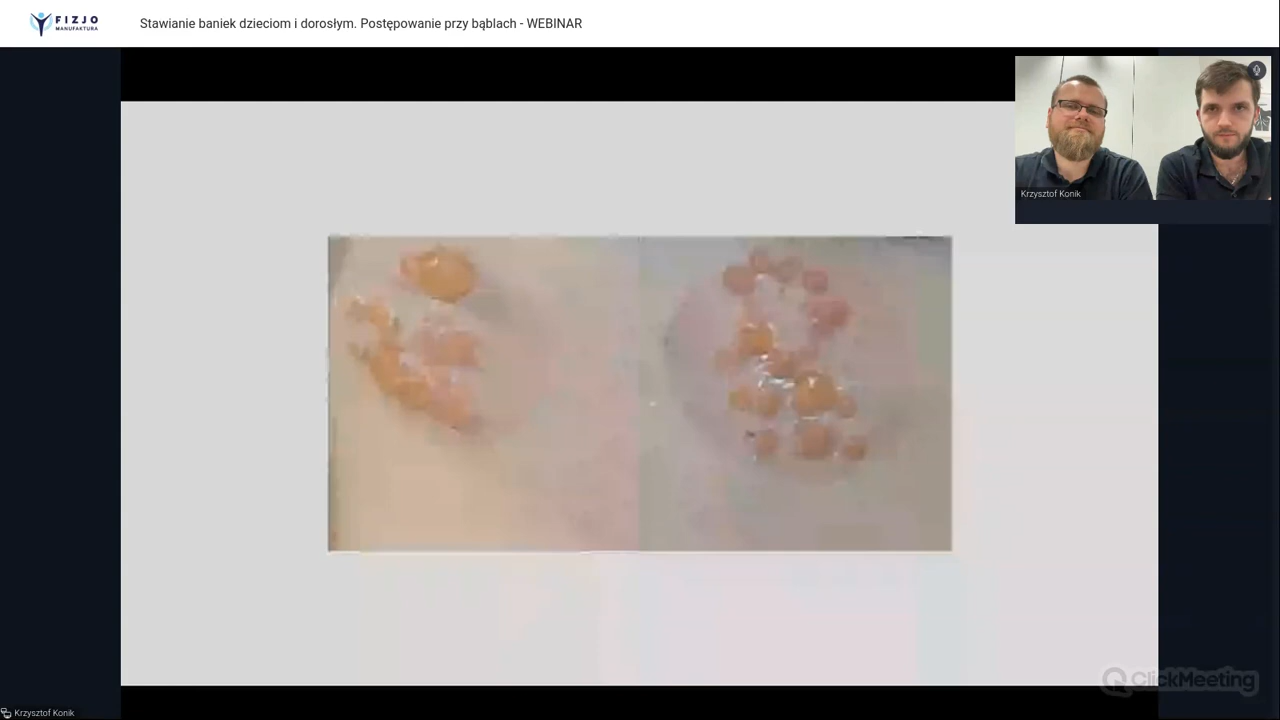 FIZJO
MANUFAKTURA
Stawianie baniek dzieciom i dorosłym. Postępowanie przy bąblach - WEBINAR
Krzysztof Konik
ClickMeeting
Krzysztof Konik